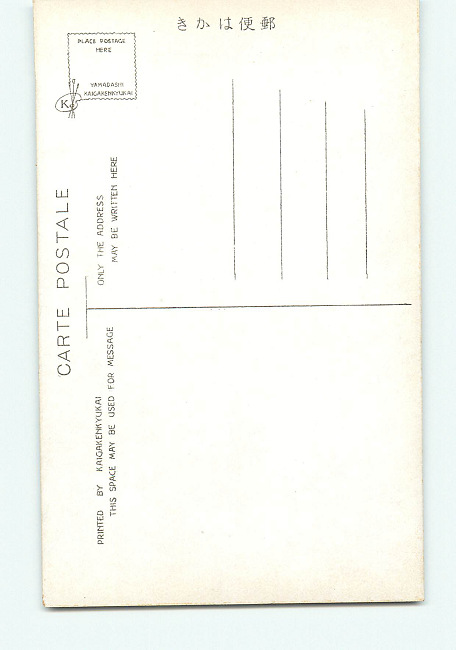 きかは便郵
PLACE POSTAGE
HERE
YAMADASHI
KAIGAKENKYUKAI
K
CARTE POSTALE
ONLY THE ADDRESS
MAY BE WRITTEN HERE
PRINTED BY KAIGAKENKYUKAI
THIS SPACE MAY BE USED FOR MESSAGE